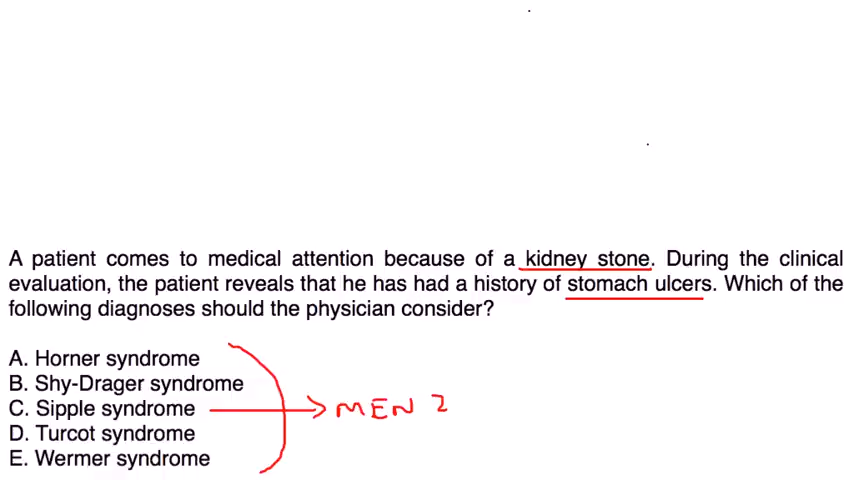 A patient comes to medical attention because of a kidney stone. During the clinical
evaluation, the patient reveals that he has had a history of stomach ulcers. Which of the
following diagnoses should the physician consider?
A. Horner syndrome
B. Shy-Drager syndrome
C. Sipple syndrome
MEN 2
D. Turcot syndrome
E. Wermer syndrome